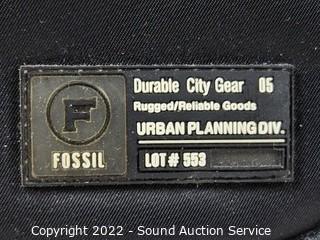 F
FOSSIL
Durable City Gear 05
Rugged/Reliable Goods
URBAN PLANNING DIV.
LOT # 553
Copyright 2022 - Sound Auction Service